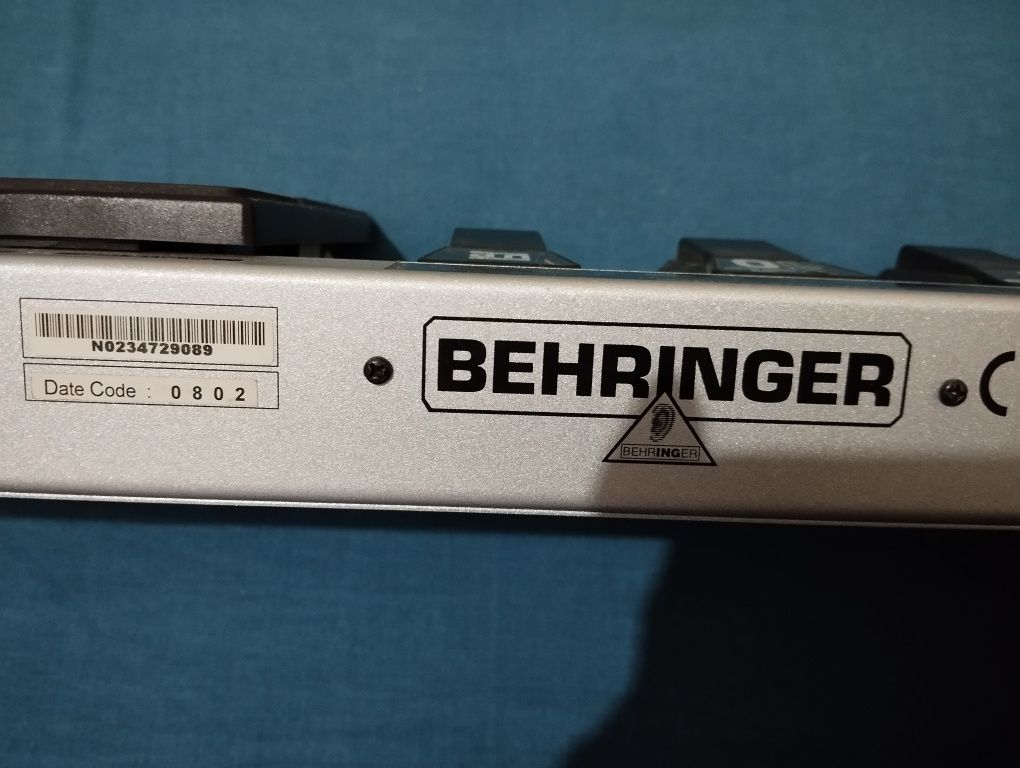 N0234729089
Date Code : 0802
BEHRINGER
BEHRINGER